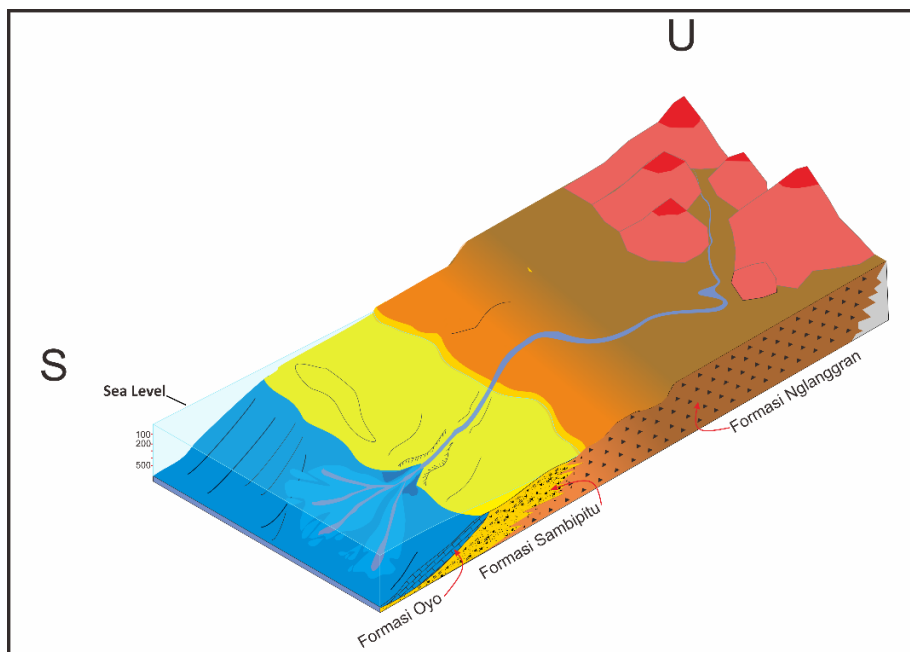 U
S
Sea Level
100
200
500
Formasi Nglanggran
Formasi Sambipitu
Formasi Oyo